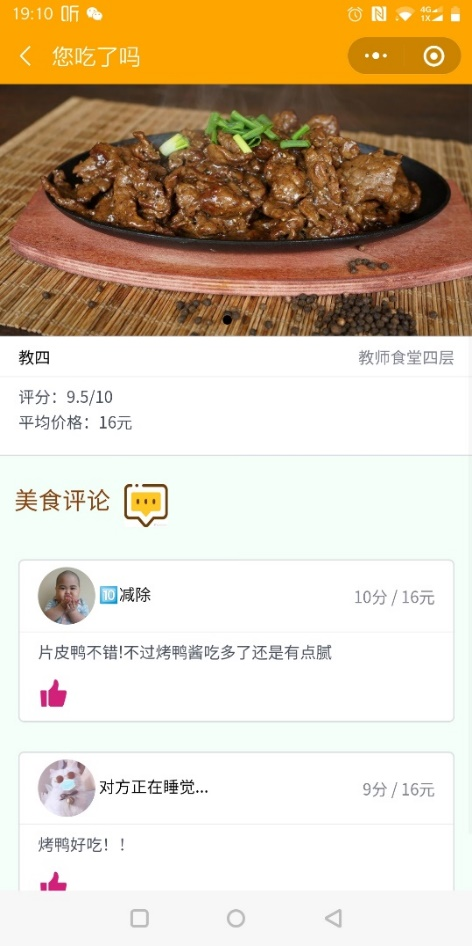 19:10 听
4G
1X
您吃了吗
教四 教师食堂四层
评分：9.5/10
平均价格：16元
美食评论
🔟减除 10分 / 16元
片皮鸭不错!不过烤鸭酱吃多了还是有点腻
对方正在睡觉... 9分 / 16元
烤鸭好吃！！